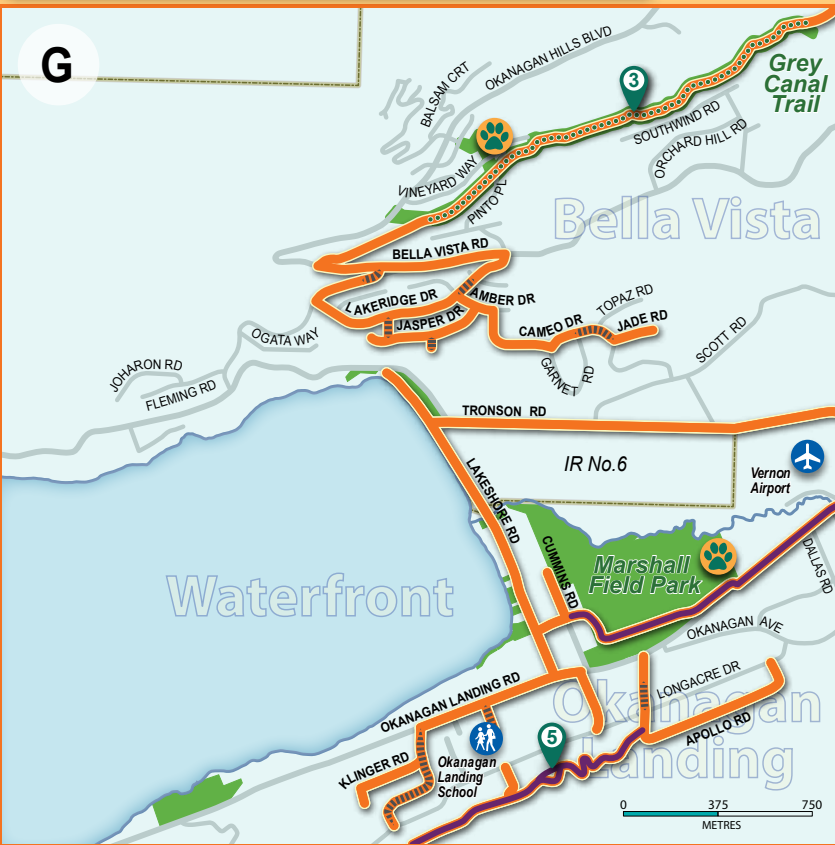 G
OKANAGAN HILLS BLVD
BALSAM CRT
3
Grey
Canal
Trail
SOUTHWIND RD
ORCHARD HILL RD
VINEYARD WAY
PINTO PL
Bella Vista
BELLA VISTA RD
LAKERIDGE DR
AMBER DR
JASPER DR
CAMEO DR
TOPAZ RD
JADE RD
OGATA WAY
SCOTT RD
JOHARON RD
GARNET RD
FLEMING RD
TRONSON RD
IR No.6
Vernon
Airport
LAKESHORE RD
CUMMINS RD
DALLAS RD
Marshall
Field Park
Waterfront
OKANAGAN AVE
LONGACRE DR
OKANAGAN LANDING RD
Okanagan
Landing
APOLLO RD
5
KLINGER RD
Okanagan
Landing
School
0 375 750
METRES